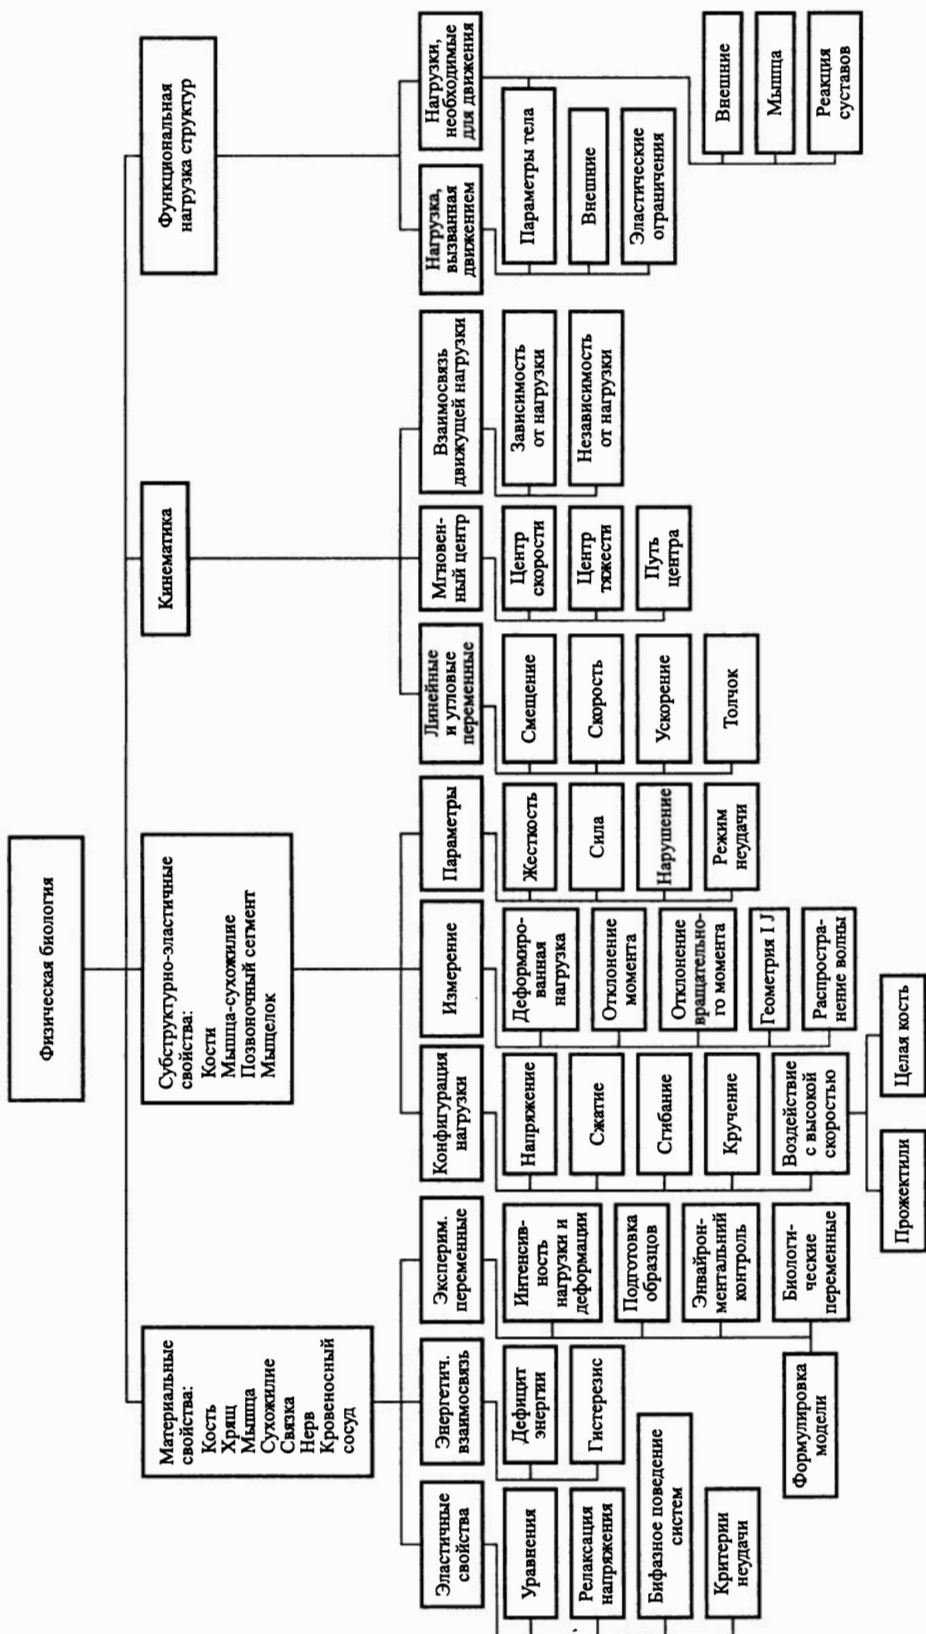 Физическая биология
Материальные
свойства:
Кость
Хрящ
Мышца
Сухожилие
Связка
Нерв
Кровеносный
сосуд
Субструктурно-эластичные
свойства:
Кости
Мышца-сухожилие
Позвоночный сегмент
Мыщелок
Кинематика
Функциональная
нагрузка структур
Эластичные
свойства
Энергетич.
взаимосвязь
Эксперим.
переменные
Конфигурация
нагрузки
Измерение
Параметры
Линейные
и угловые
переменные
Мгновен-
ный центр
Взаимосвязь
движущей нагрузки
Нагрузка,
вызванная
движением
Нагрузки,
необходимые
для движения
Уравнения
Релаксация
напряжения
Бифазное поведение
систем
Критерии
неудачи
Дефицит
энергии
Гистерезис
Интенсив-
ность
нагрузки и
деформации
Подготовка
образцов
Энвайрон-
ментальний
контроль
Биологи-
ческие
переменные
Формулировка
модели
Напряжение
Сжатие
Сгибание
Кручение
Воздействие
с высокой
скоростью
Прожектили
Целая кость
Деформиро-
ванная
нагрузка
Отклонение
момента
Отклонение
вращательно-
го момента
Геометрия I J
Распростра-
нение волны
Жесткость
Сила
Нарушение
Режим
неудачи
Смещение
Скорость
Ускорение
Толчок
Центр
скорости
Центр
тяжести
Путь
центра
Зависимость
от нагрузки
Независимость
от нагрузки
Параметры тела
Внешние
Эластические
ограничения
Внешние
Мышца
Реакция
суставов